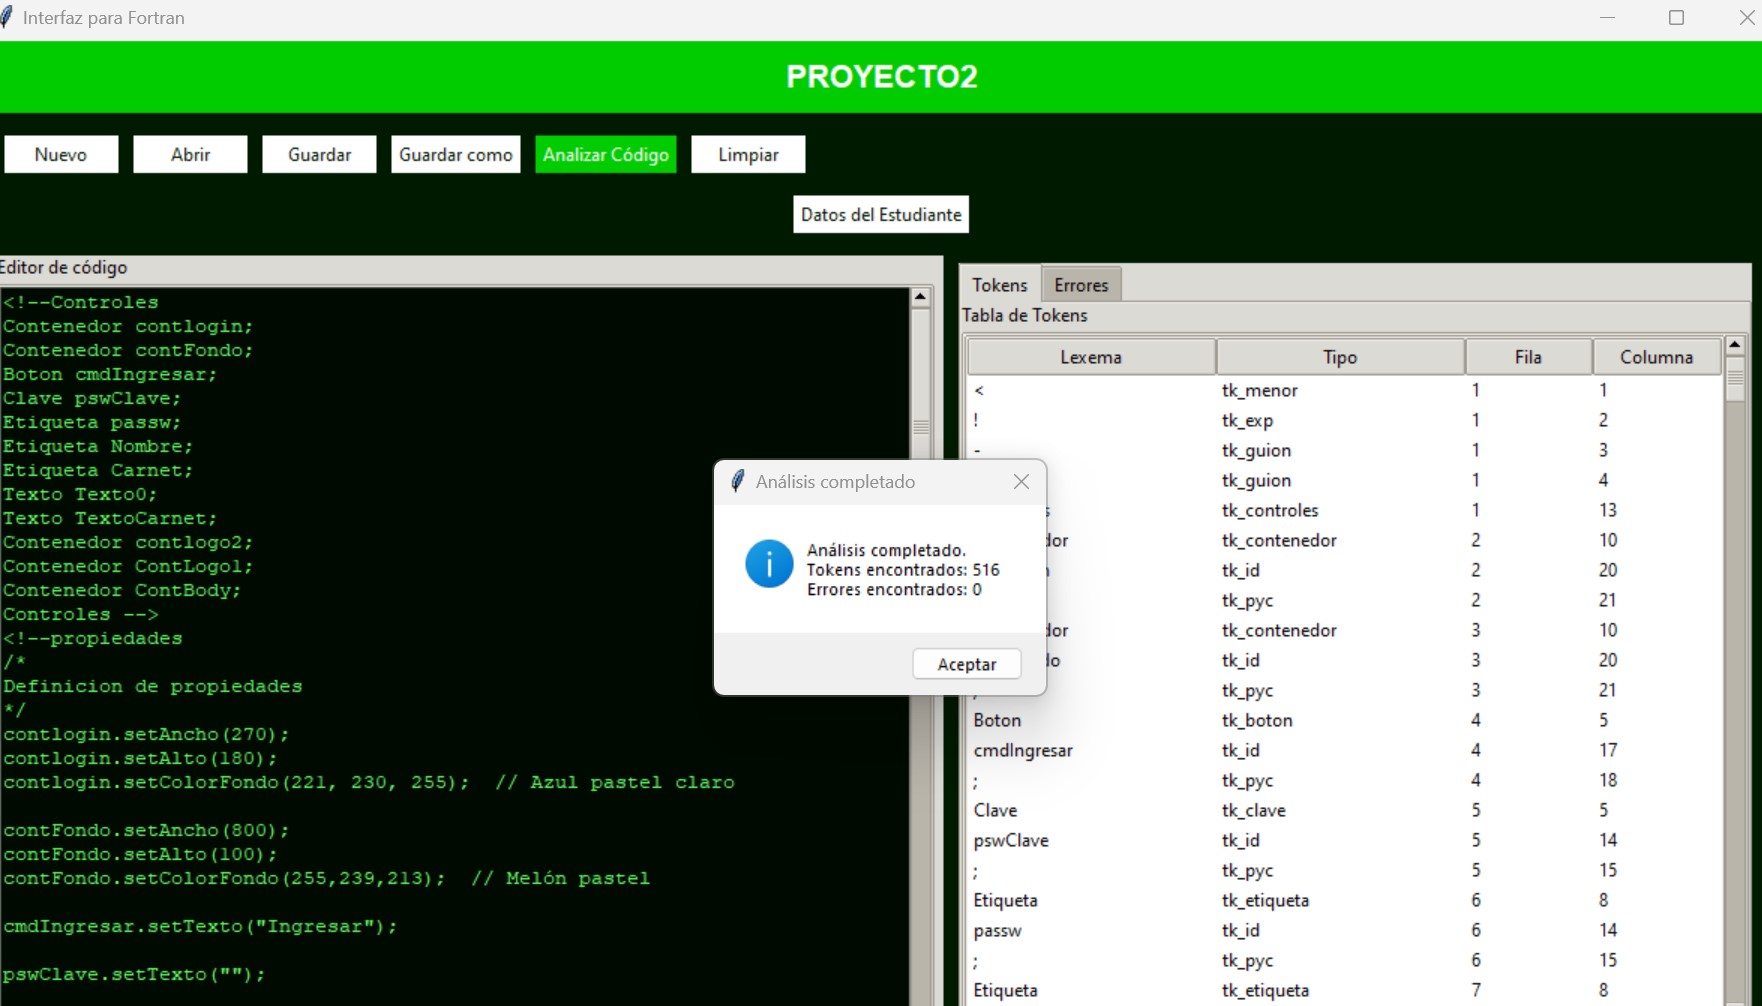 Interfaz para Fortran
PROYECTO2
Nuevo Abrir Guardar Guardar como Analizar Código Limpiar
Datos del Estudiante
Editor de código
<!--Controles
Contenedor contlogin;
Contenedor contFondo;
Boton cmdIngresar;
Clave pswClave;
Etiqueta passw;
Etiqueta Nombre;
Etiqueta Carnet;
Texto Texto0;
Texto TextoCarnet;
Contenedor contlogo2;
Contenedor ContLogo1;
Contenedor ContBody;
Controles -->
<!--propiedades
/*
Definicion de propiedades
*/
contlogin.setAncho(270);
contlogin.setAlto(180);
contlogin.setColorFondo(221, 230, 255);  // Azul pastel claro
contFondo.setAncho(800);
contFondo.setAlto(100);
contFondo.setColorFondo(255,239,213);  // Melón pastel
cmdIngresar.setTexto("Ingresar");
pswClave.setTexto("");
Tokens Errores
Tabla de Tokens
Lexema Tipo Fila Columna
< tk_menor 1 1
! tk_exp 1 2
- tk_guion 1 3
tk_guion 1 4
tk_controles 1 13
dor tk_contenedor 2 10
tk_id 2 20
tk_pyc 2 21
dor tk_contenedor 3 10
do tk_id 3 20
; tk_pyc 3 21
Boton tk_boton 4 5
cmdIngresar tk_id 4 17
; tk_pyc 4 18
Clave tk_clave 5 5
pswClave tk_id 5 14
; tk_pyc 5 15
Etiqueta tk_etiqueta 6 8
passw tk_id 6 14
; tk_pyc 6 15
Etiqueta tk_etiqueta 7 8
Análisis completado
Análisis completado.
Tokens encontrados: 516
Errores encontrados: 0
Aceptar